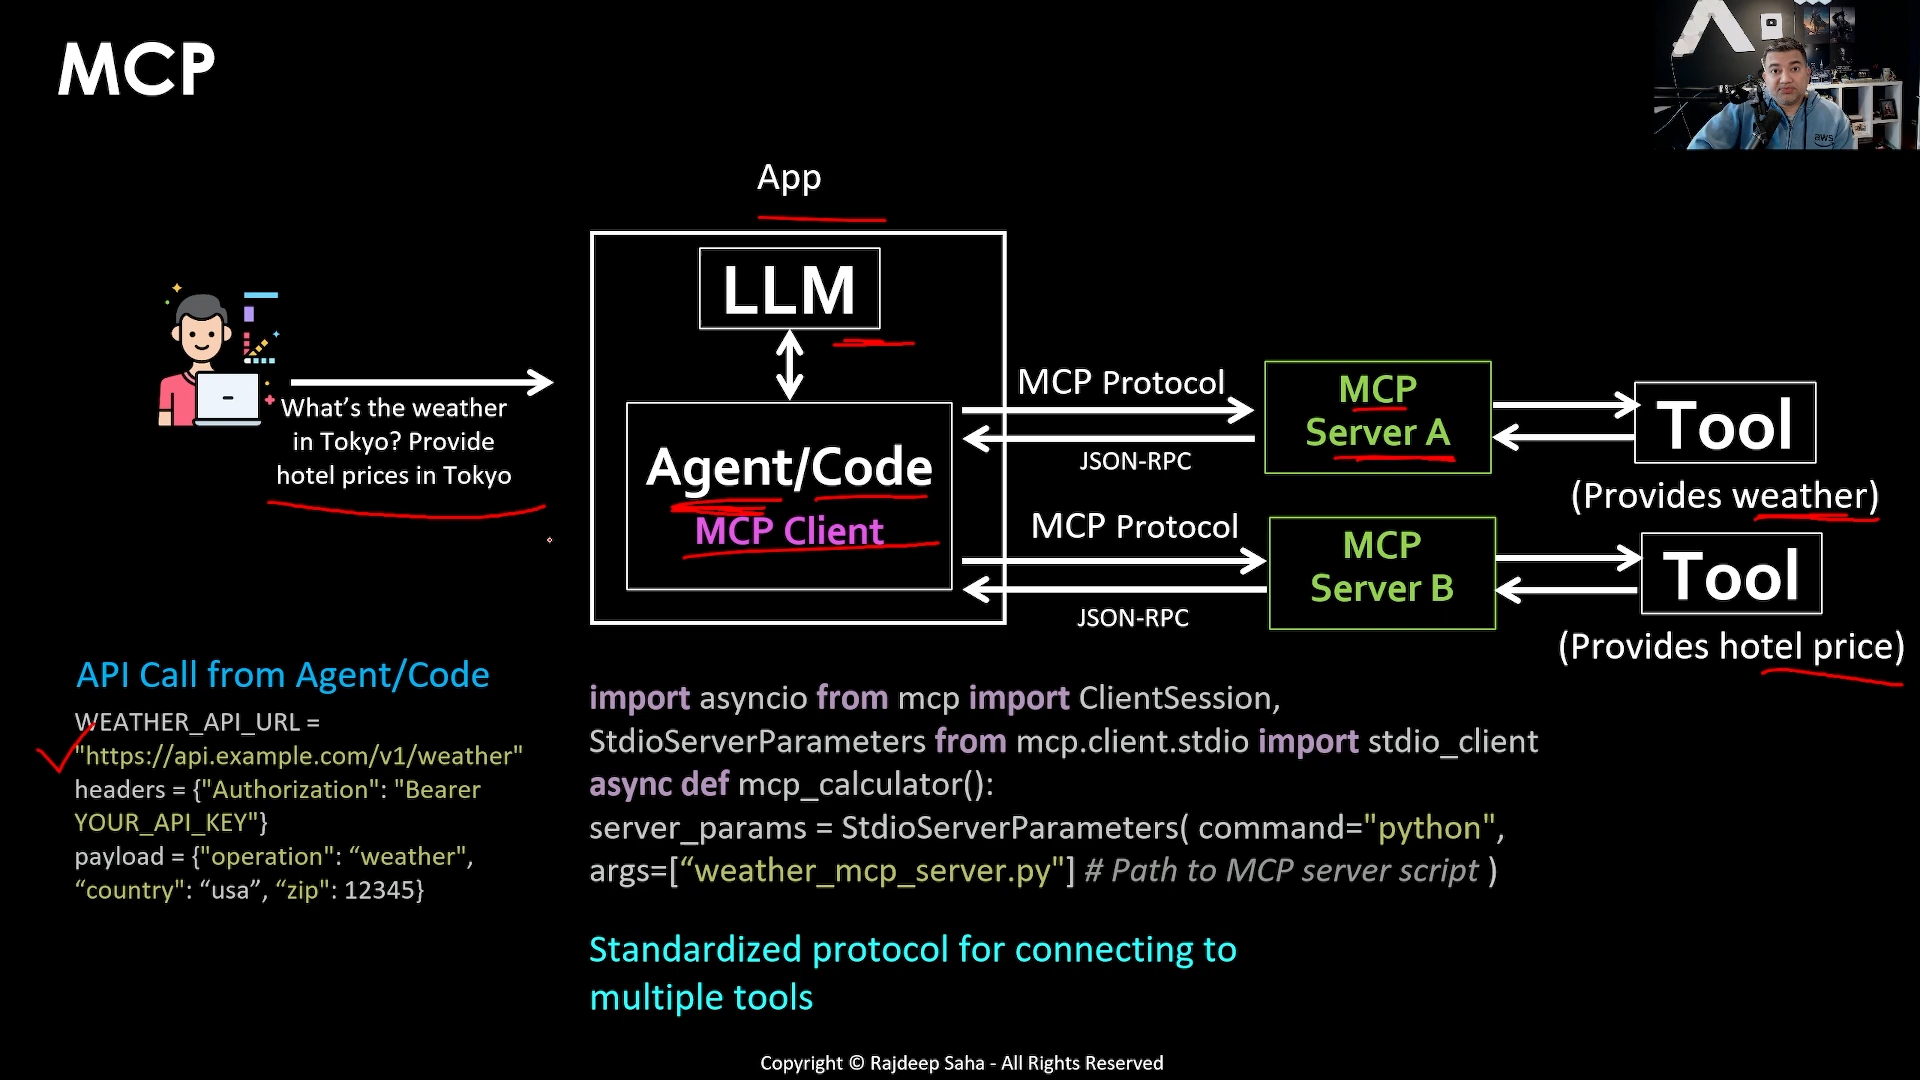 MCP
aws
App
LLM
What's the weather
in Tokyo? Provide
hotel prices in Tokyo
Agent/Code
MCP Client
MCP Protocol
JSON-RPC
MCP
Server A
Tool
(Provides weather)
MCP Protocol
JSON-RPC
MCP
Server B
Tool
(Provides hotel price)
API Call from Agent/Code
WEATHER_API_URL =
"https://api.example.com/v1/weather"
headers = {"Authorization": "Bearer
YOUR_API_KEY"}
payload = {"operation": “weather",
“country": “usa”, “zip": 12345}
import asyncio from mcp import ClientSession,
StdioServerParameters from mcp.client.stdio import stdio_client
async def mcp_calculator():
server_params = StdioServerParameters( command="python",
args=[“weather_mcp_server.py"] # Path to MCP server script )
Standardized protocol for connecting to
multiple tools
Copyright © Rajdeep Saha - All Rights Reserved